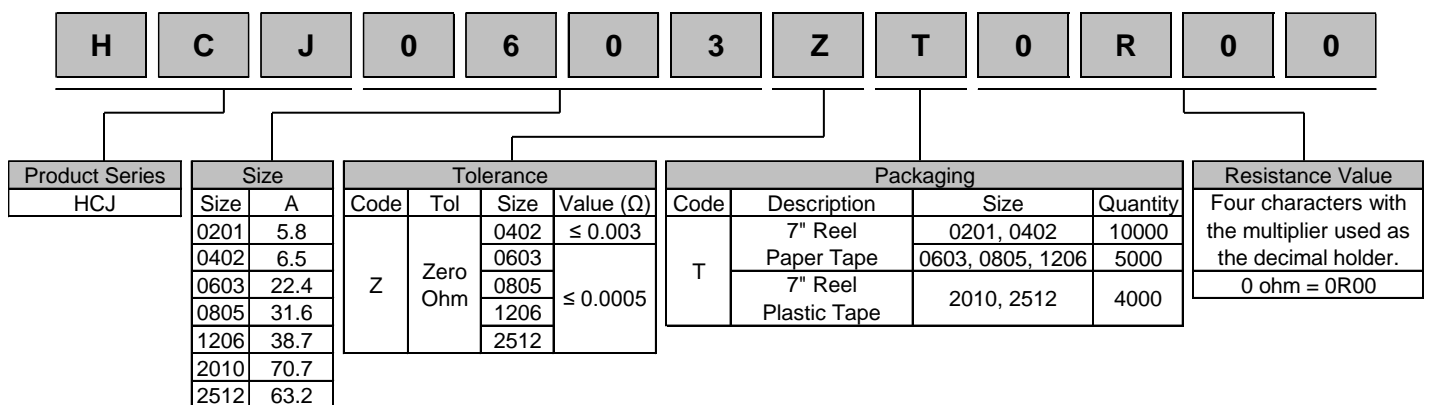 H C J 0 6 0 3 Z T 0 R 0 0
Product Series
HCJ
Size
Size A
0201 5.8
0402 6.5
0603 22.4
0805 31.6
1206 38.7
2010 70.7
2512 63.2
Tolerance
Code Tol Size Value (Ω)
Z Zero Ohm 0402 ≤ 0.003
0603 ≤ 0.0005
0805
1206
2512
Packaging
Code Description Size Quantity
T 7" Reel Paper Tape 0201, 0402 10000
0603, 0805, 1206 5000
7" Reel Plastic Tape 2010, 2512 4000
Resistance Value
Four characters with
the multiplier used as
the decimal holder.
0 ohm = 0R00